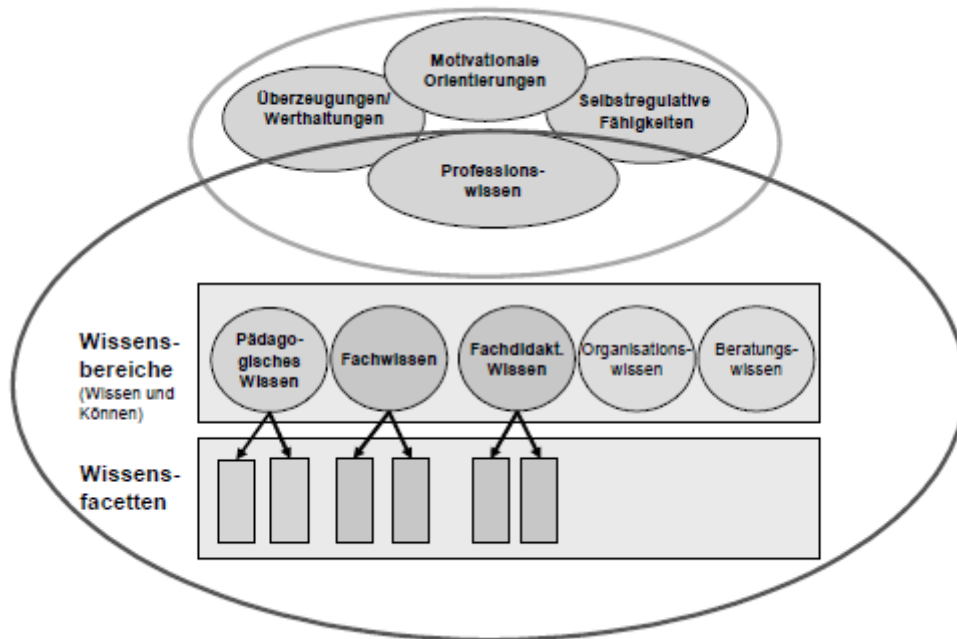 Motivationale
Orientierungen
Überzeugungen/
Werthaltungen
Selbstregulative
Fähigkeiten
Professions-
wissen
Wissens-
bereiche
(Wissen und
Können)
Pädago-
gisches
Wissen
Fachwissen
Fachdidakt.
Wissen
Organisations-
wissen
Beratungs-
wissen
Wissens-
facetten